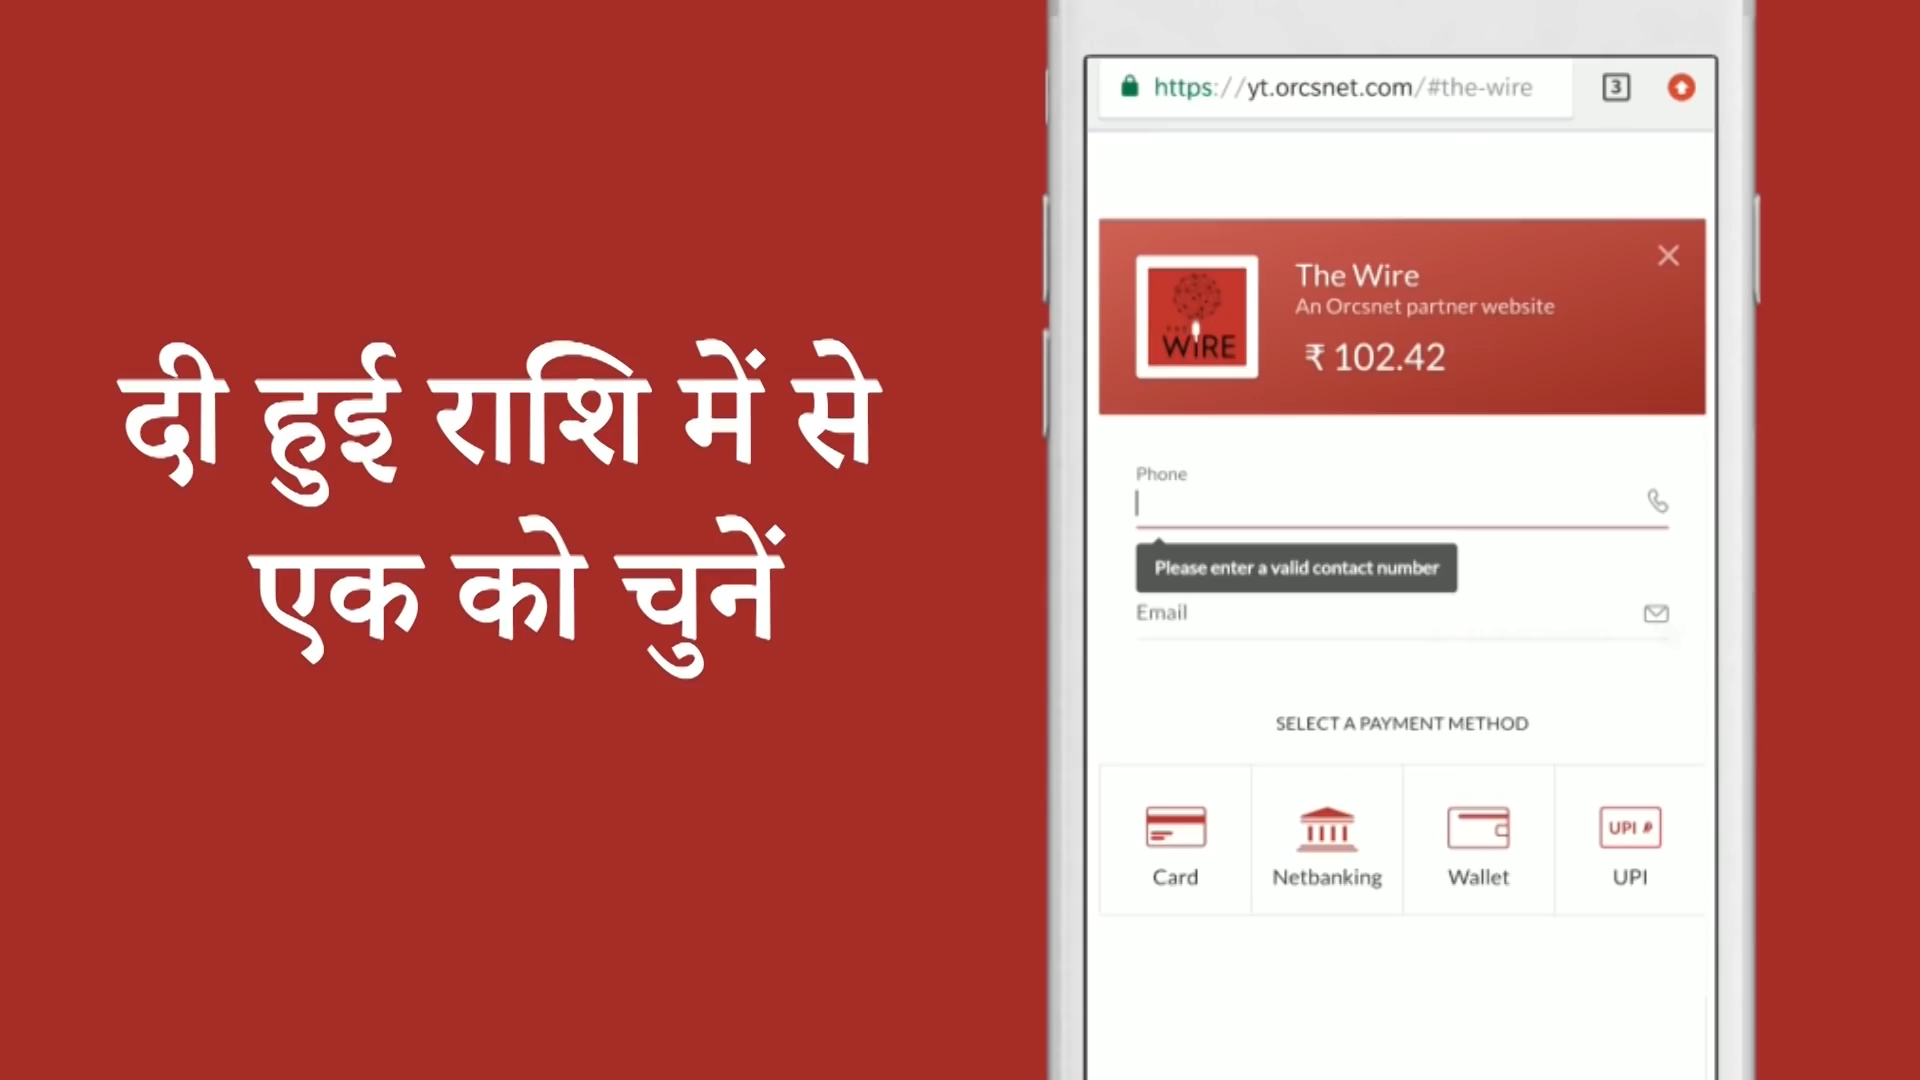 दी हुई राशि में से
एक को चुनें
https://yt.orcsnet.com/#the-wire
3
The Wire
An Orcsnet partner website
₹ 102.42
THE
WIRE
Phone
Please enter a valid contact number
Email
SELECT A PAYMENT METHOD
Card
Netbanking
Wallet
UPI
UPI